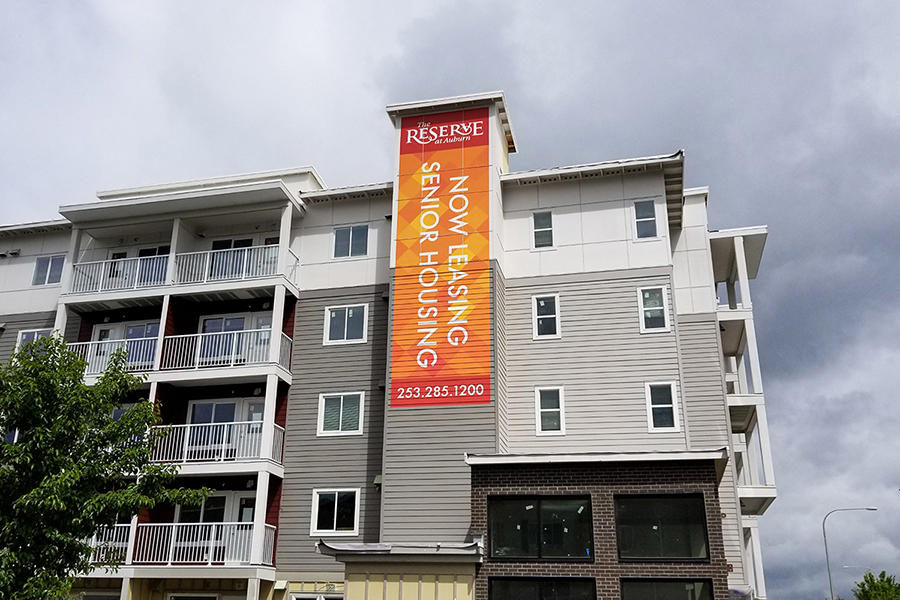 The
RESERVE
at Auburn
NOW LEASING
SENIOR HOUSING
253.285.1200